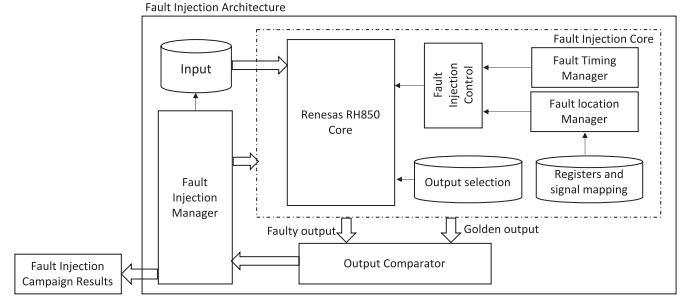 Fault Injection Architecture
Fault Injection Core
Input
Renesas RH850
Core
Fault
Injection
Control
Fault Timing
Manager
Fault location
Manager
Fault
Injection
Manager
Output selection
Registers and
signal mapping
Faulty output
Golden output
Output Comparator
Fault Injection
Campaign Results